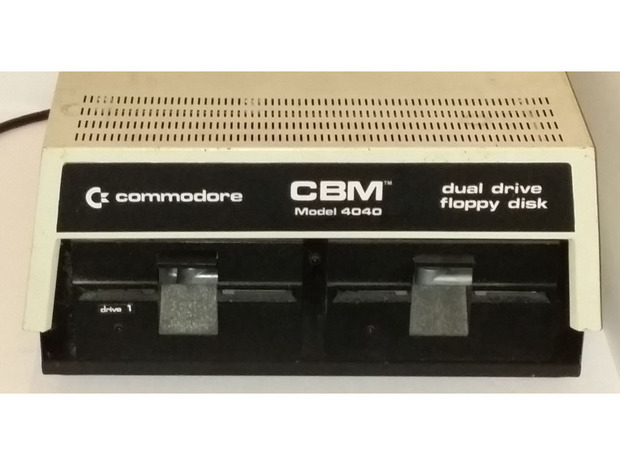 commodore
CBM™
Model 4040
dual drive
floppy disk
drive 1